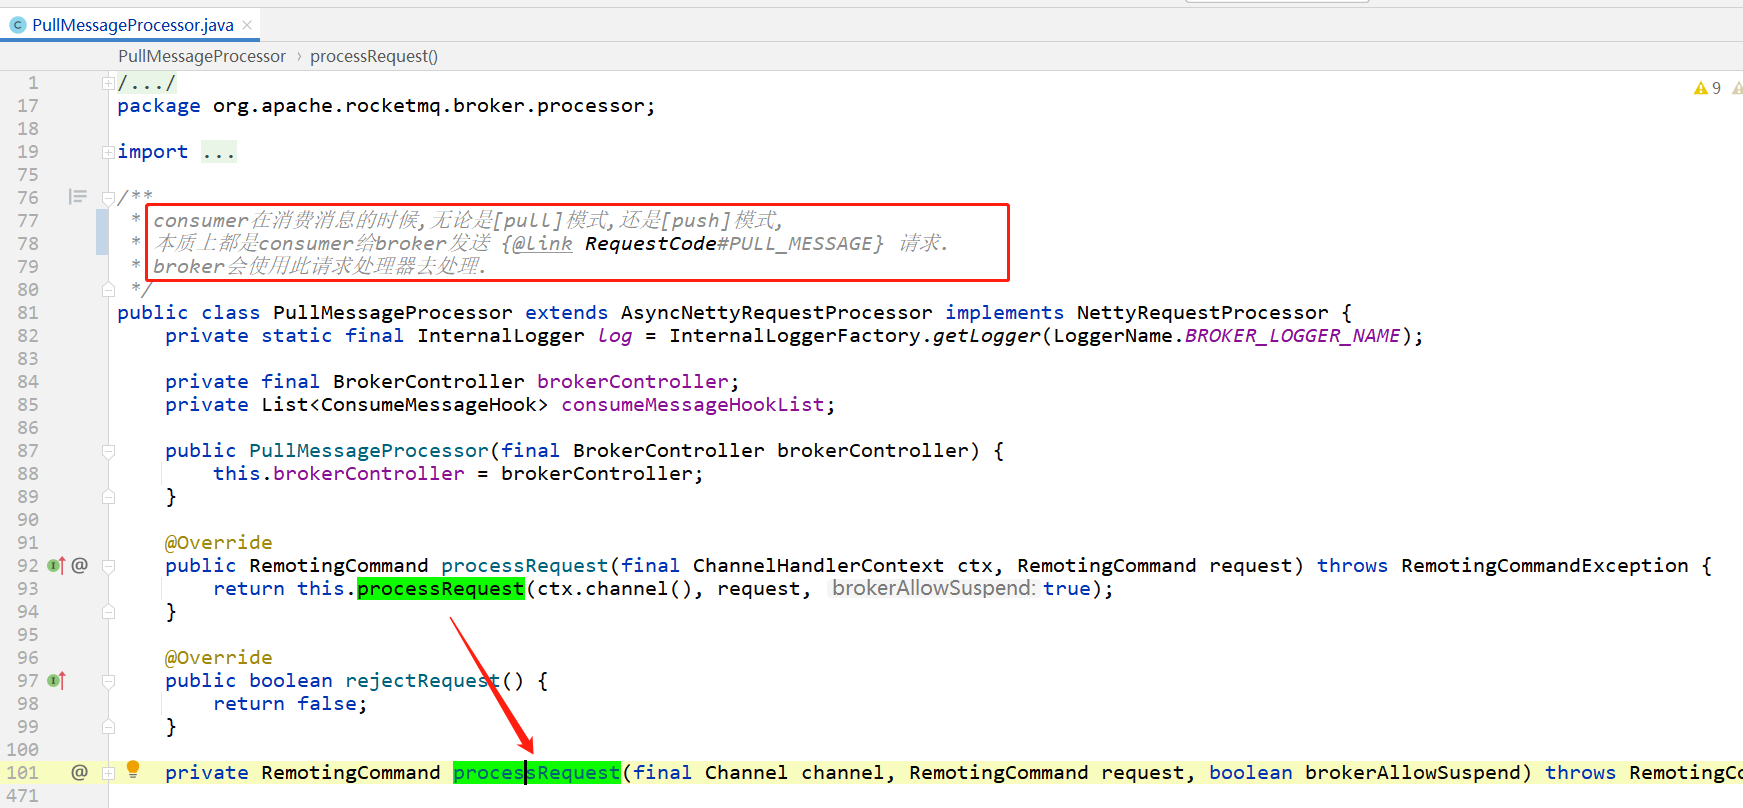 PullMessageProcessor.java
PullMessageProcessor › processRequest()
1 /.../
9
17 package org.apache.rocketmq.broker.processor;
18
19 import ...
75
76 /**
77 * consumer在消费消息的时候,无论是[pull]模式,还是[push]模式,
78 * 本质上都是consumer给broker发送 {@link RequestCode#PULL_MESSAGE} 请求.
79 * broker会使用此请求处理器去处理.
80 */
81 public class PullMessageProcessor extends AsyncNettyRequestProcessor implements NettyRequestProcessor {
82 private static final InternalLogger log = InternalLoggerFactory.getLogger(LoggerName.BROKER_LOGGER_NAME);
83
84 private final BrokerController brokerController;
85 private List<ConsumeMessageHook> consumeMessageHookList;
86
87 public PullMessageProcessor(final BrokerController brokerController) {
88 this.brokerController = brokerController;
89 }
90
91 @Override
92 @ public RemotingCommand processRequest(final ChannelHandlerContext ctx, RemotingCommand request) throws RemotingCommandException {
93 return this.processRequest(ctx.channel(), request, brokerAllowSuspend: true);
94 }
95
96 @Override
97 public boolean rejectRequest() {
98 return false;
99 }
100
101 @ private RemotingCommand processRequest(final Channel channel, RemotingCommand request, boolean brokerAllowSuspend) throws RemotingCo
471